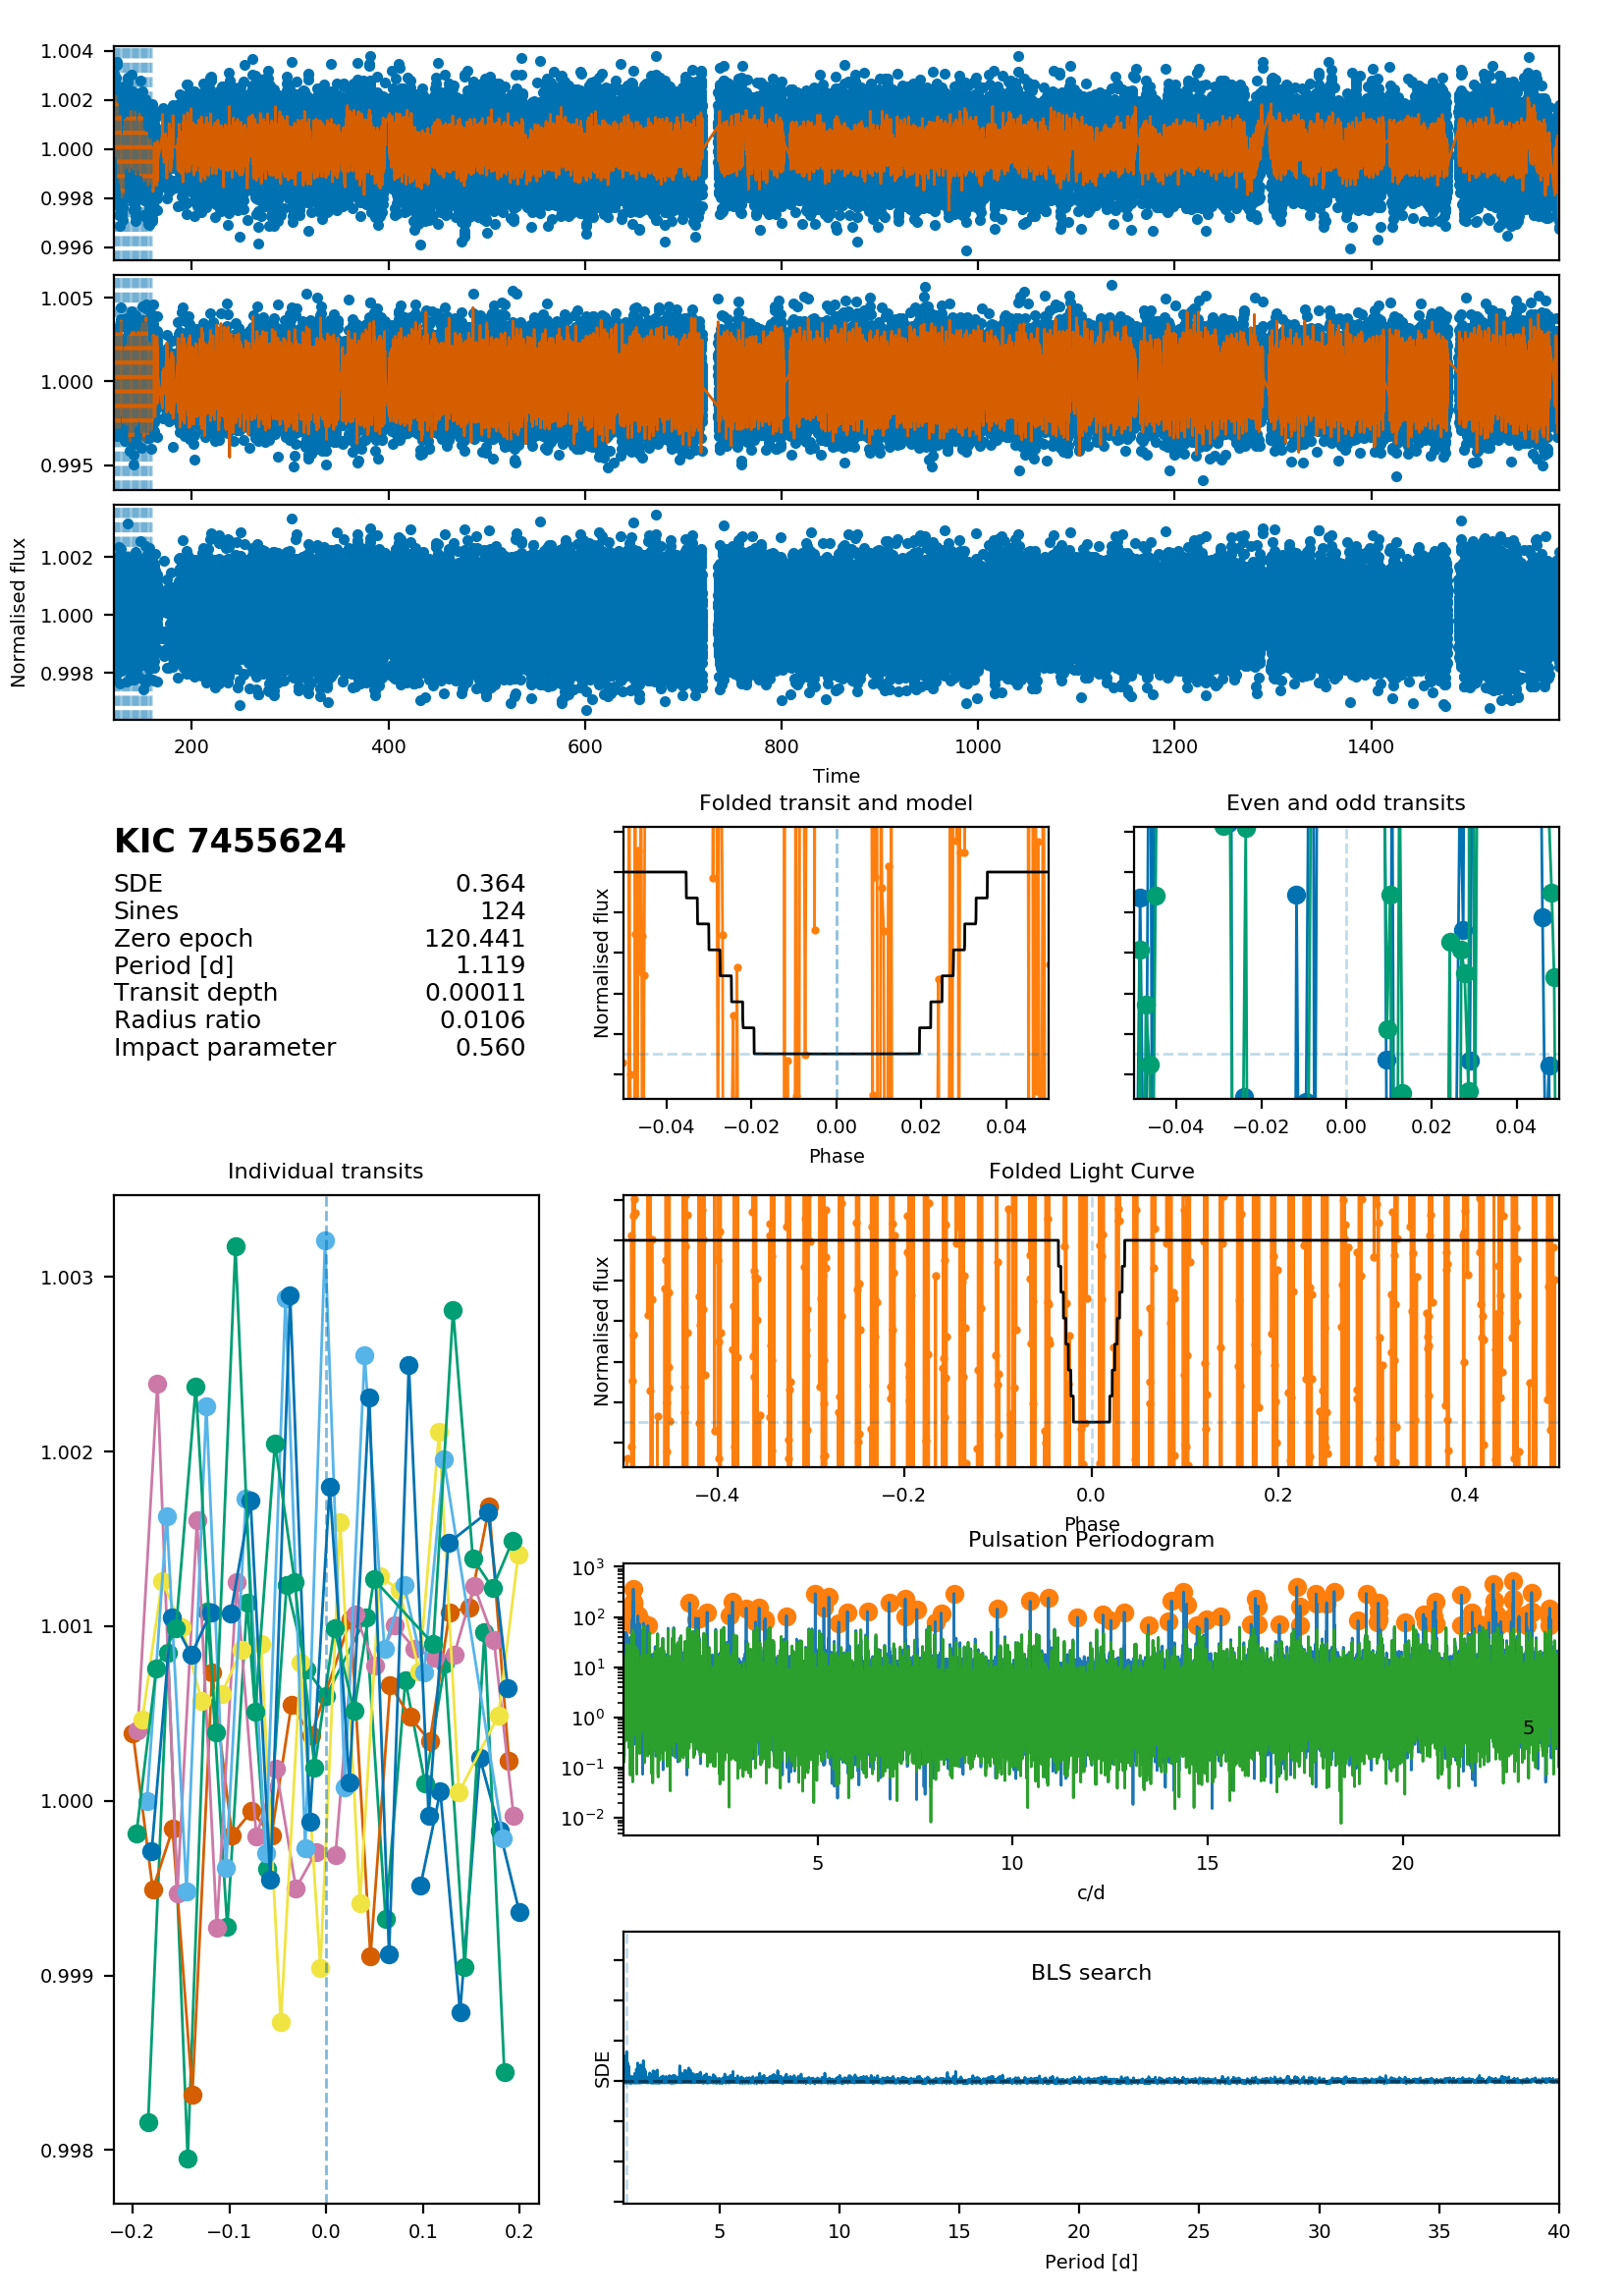 1.004
1.002
1.000
0.998
0.996
1.005
1.000
0.995
1.002
1.000
0.998
Normalised flux
200 400 600 800 1000 1200 1400
Time
KIC 7455624
SDE 0.364
Sines 124
Zero epoch 120.441
Period [d] 1.119
Transit depth 0.00011
Radius ratio 0.0106
Impact parameter 0.560
Folded transit and model
Normalised flux
−0.04 −0.02 0.00 0.02 0.04
Phase
Even and odd transits
−0.04 −0.02 0.00 0.02 0.04
Individual transits
1.003
1.002
1.001
1.000
0.999
0.998
−0.2 −0.1 0.0 0.1 0.2
Folded Light Curve
Normalised flux
−0.4 −0.2 0.0 0.2 0.4
Phase
Pulsation Periodogram
10³
10²
10¹
10⁰
10⁻¹
10⁻²
5
5 10 15 20
c/d
BLS search
SDE
5 10 15 20 25 30 35 40
Period [d]